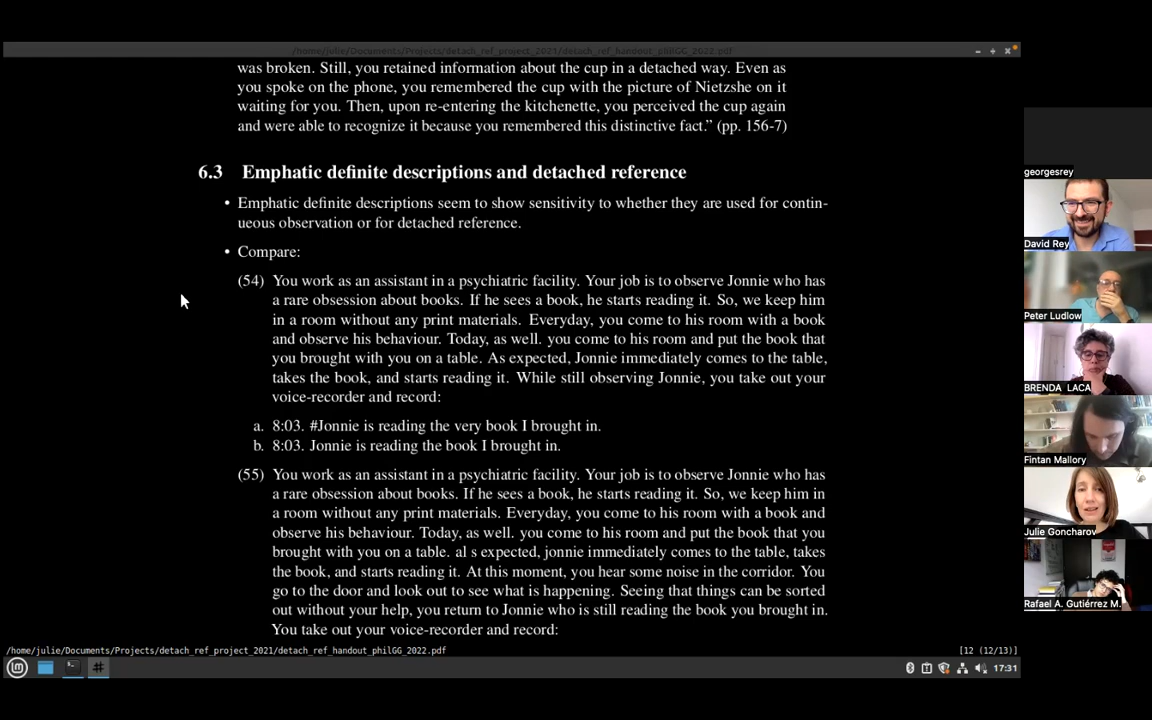 /home/julie/Documents/Projects/detach_ref_project_2021/detach_ref_handout_philGG_2022.pdf
was broken. Still, you retained information about the cup in a detached way. Even as
you spoke on the phone, you remembered the cup with the picture of Nietzshe on it
waiting for you. Then, upon re-entering the kitchenette, you perceived the cup again
and were able to recognize it because you remembered this distinctive fact.” (pp. 156-7)
6.3 Emphatic definite descriptions and detached reference
• Emphatic definite descriptions seem to show sensitivity to whether they are used for contin-
ueous observation or for detached reference.
• Compare:
(54) You work as an assistant in a psychiatric facility. Your job is to observe Jonnie who has
a rare obsession about books. If he sees a book, he starts reading it. So, we keep him
in a room without any print materials. Everyday, you come to his room with a book
and observe his behaviour. Today, as well. you come to his room and put the book that
you brought with you on a table. As expected, Jonnie immediately comes to the table,
takes the book, and starts reading it. While still observing Jonnie, you take out your
voice-recorder and record:
a. 8:03. #Jonnie is reading the very book I brought in.
b. 8:03. Jonnie is reading the book I brought in.
(55) You work as an assistant in a psychiatric facility. Your job is to observe Jonnie who has
a rare obsession about books. If he sees a book, he starts reading it. So, we keep him in
a room without any print materials. Everyday, you come to his room with a book and
observe his behaviour. Today, as well. you come to his room and put the book that you
brought with you on a table. al s expected, jonnie immediately comes to the table, takes
the book, and starts reading it. At this moment, you hear some noise in the corridor. You
go to the door and look out to see what is happening. Seeing that things can be sorted
out without your help, you return to Jonnie who is still reading the book you brought in.
You take out your voice-recorder and record:
/home/julie/Documents/Projects/detach_ref_project_2021/detach_ref_handout_philGG_2022.pdf
[12 (12/13)]
17:31
georgesrey
David Rey
Peter Ludlow
BRENDA LACA
Fintan Mallory
Julie Goncharov
Rafael A. Gutiérrez M.